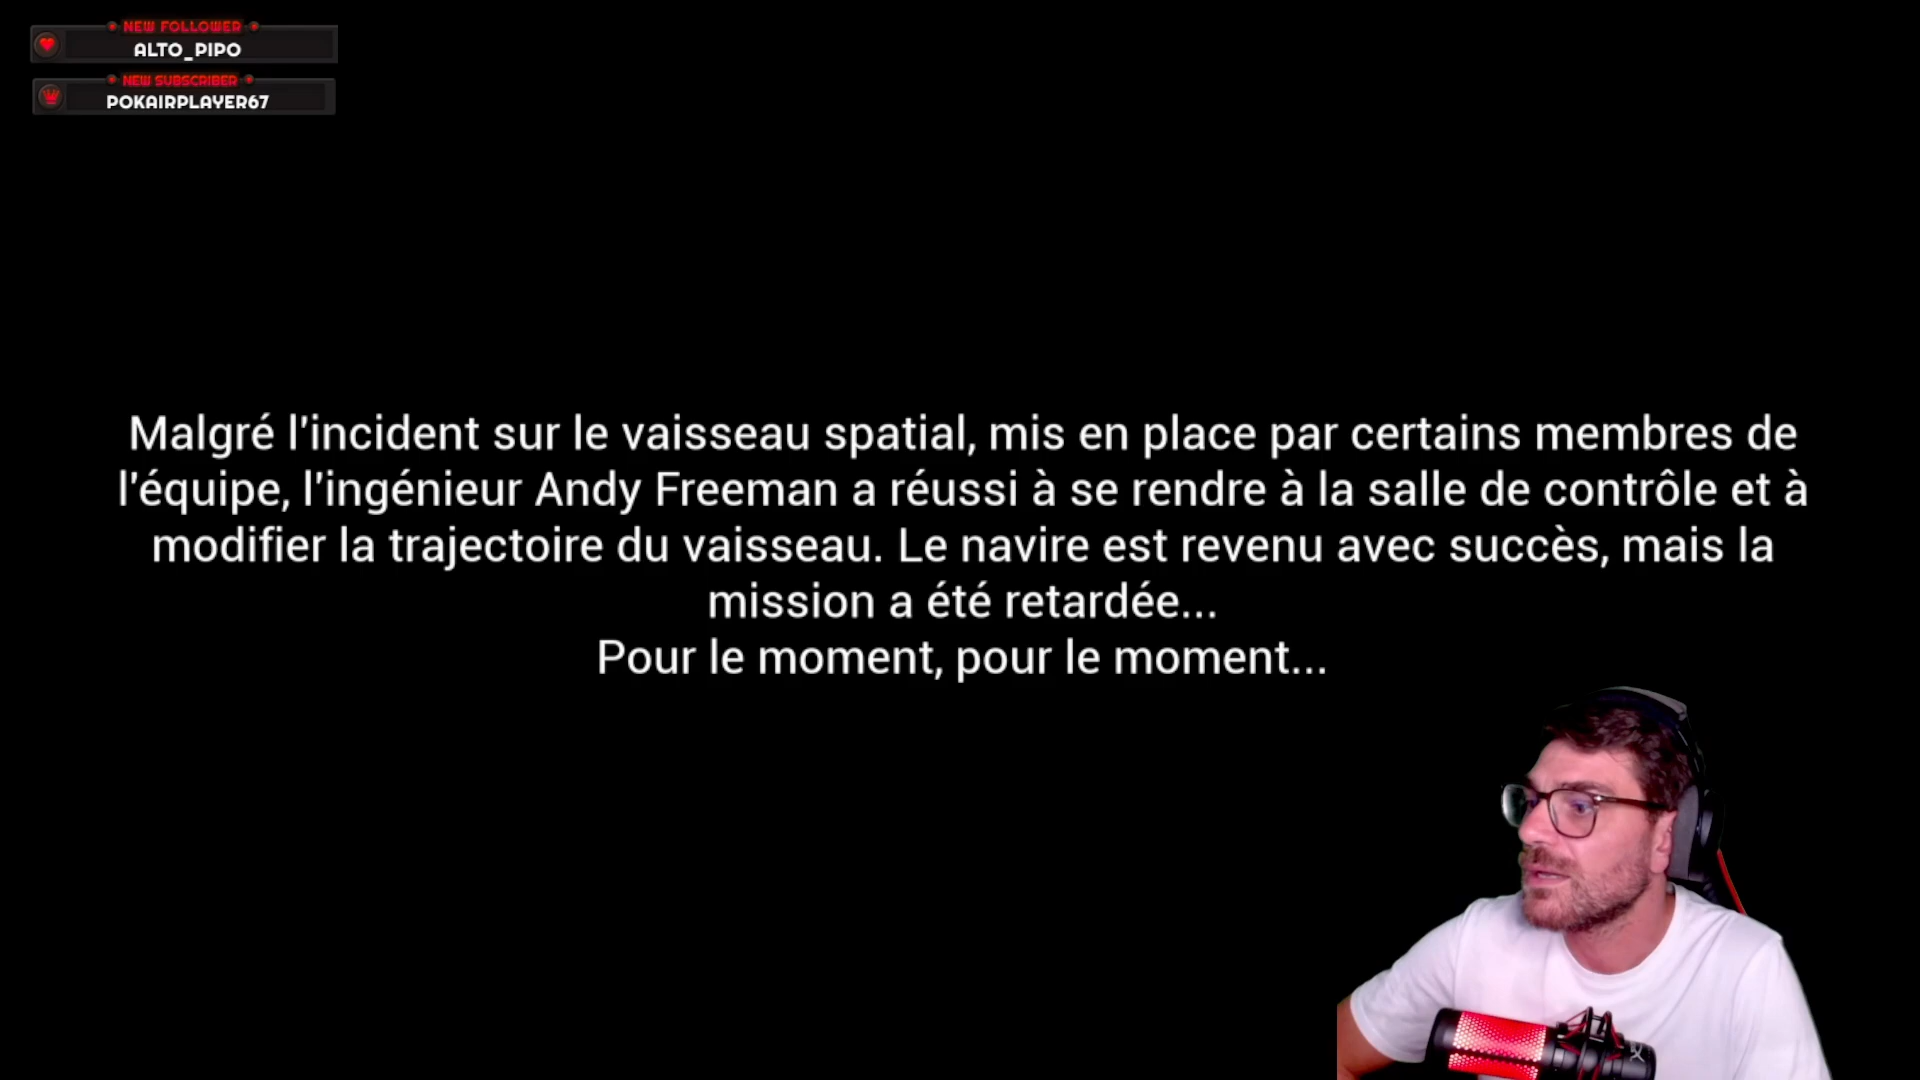 NEW FOLLOWER
ALTO_PIPO
NEW SUBSCRIBER
POKAIRPLAYER67
Malgré l'incident sur le vaisseau spatial, mis en place par certains membres de
l'équipe, l'ingénieur Andy Freeman a réussi à se rendre à la salle de contrôle et à
modifier la trajectoire du vaisseau. Le navire est revenu avec succès, mais la
mission a été retardée...
Pour le moment, pour le moment...